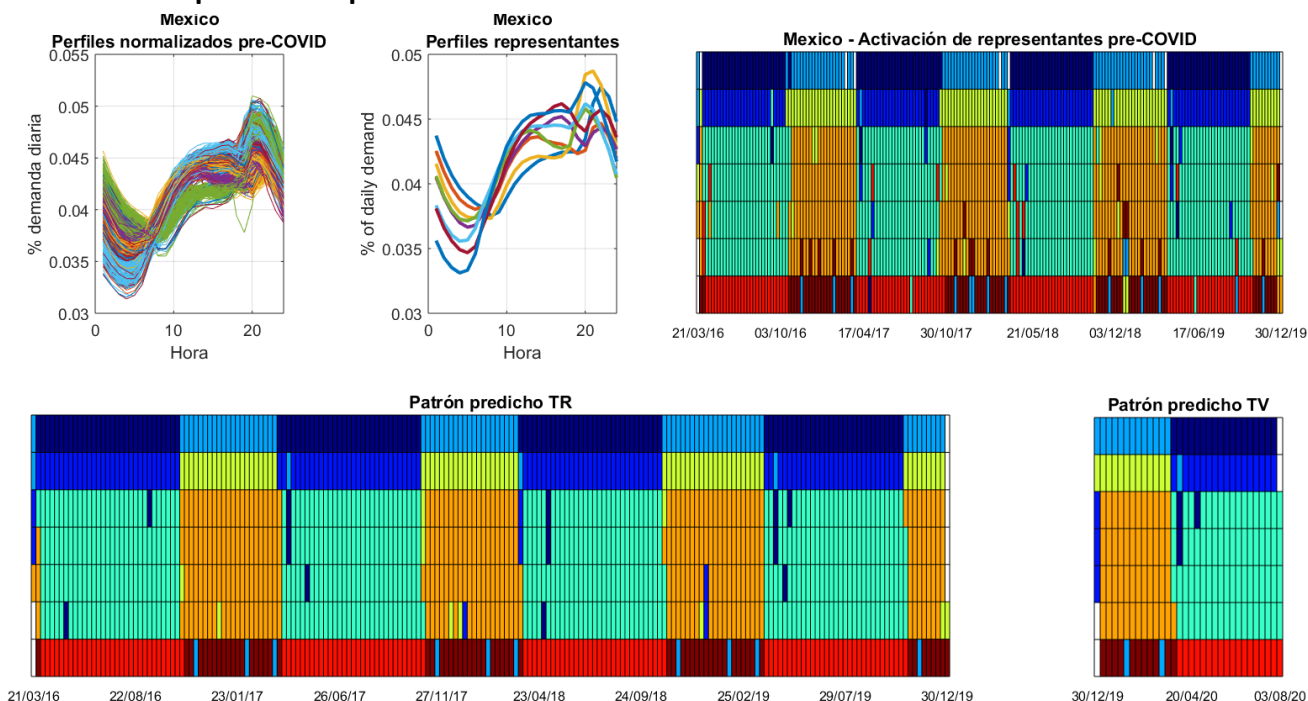 Mexico
Perfiles normalizados pre-COVID
0.055
0.05
0.045
0.04
0.035
0.03
% demanda diaria
0
10
20
Hora
Mexico
Perfiles representantes
0.05
0.045
0.04
0.035
0.03
% of daily demand
0
10
20
Hora
Mexico - Activación de representantes pre-COVID
21/03/16 03/10/16 17/04/17 30/10/17 21/05/18 03/12/18 17/06/19 30/12/19
Patrón predicho TR
21/03/16 22/08/16 23/01/17 26/06/17 27/11/17 23/04/18 24/09/18 25/02/19 29/07/19 30/12/19
Patrón predicho TV
30/12/19 20/04/20 03/08/20